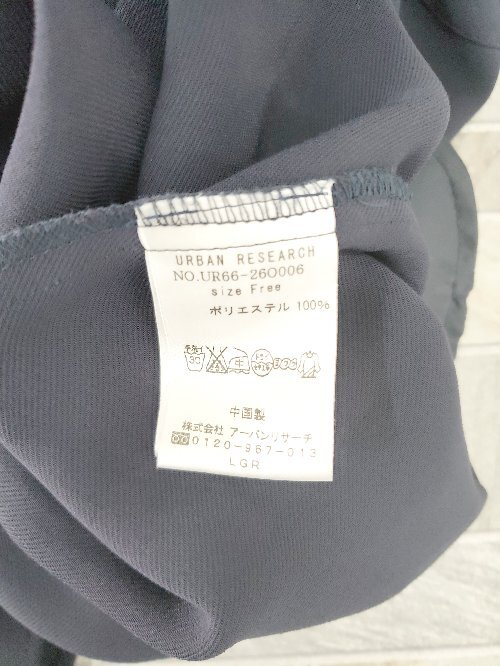 URBAN RESEARCH
NO.UR66-26O006
size Free
ポリエステル 100%
中国製
株式会社 アーバンリサーチ
0120-967-013
LGR